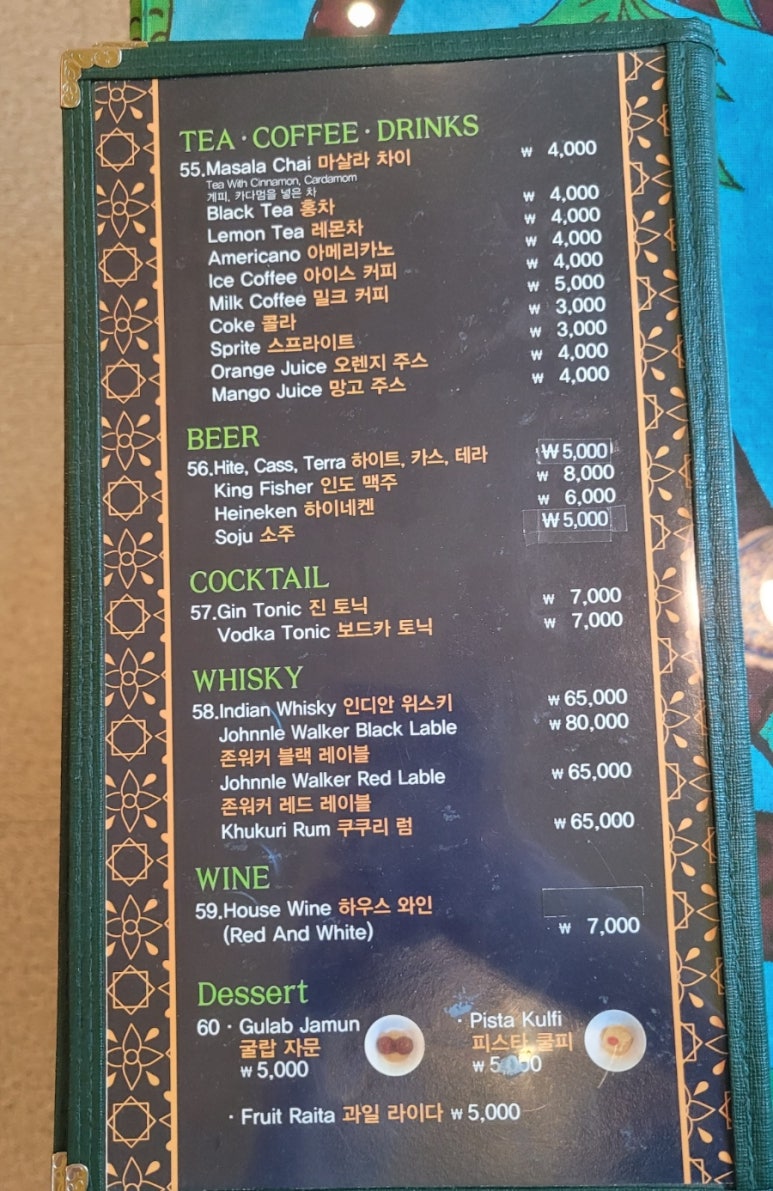 TEA · COFFEE · DRINKS
55.Masala Chai 마살라 차이 ₩ 4,000
Tea With Cinnamon, Cardamom
계피, 카다멈을 넣은 차
Black Tea 홍차 ₩ 4,000
Lemon Tea 레몬차 ₩ 4,000
Americano 아메리카노 ₩ 4,000
Ice Coffee 아이스 커피 ₩ 4,000
Milk Coffee 밀크 커피 ₩ 5,000
Coke 콜라 ₩ 3,000
Sprite 스프라이트 ₩ 3,000
Orange Juice 오렌지 주스 ₩ 4,000
Mango Juice 망고 주스 ₩ 4,000
BEER
56.Hite, Cass, Terra 하이트, 카스, 테라 ₩5,000
King Fisher 인도 맥주 ₩ 8,000
Heineken 하이네켄 ₩ 6,000
Soju 소주 ₩5,000
COCKTAIL
57.Gin Tonic 진 토닉 ₩ 7,000
Vodka Tonic 보드카 토닉 ₩ 7,000
WHISKY
58.Indian Whisky 인디안 위스키 ₩65,000
Johnnle Walker Black Lable ₩80,000
존워커 블랙 레이블
Johnnle Walker Red Lable ₩65,000
존워커 레드 레이블
Khukuri Rum 쿠쿠리 럼 ₩65,000
WINE
59.House Wine 하우스 와인
(Red And White) ₩ 7,000
Dessert
60 · Gulab Jamun
굴랍 자문
₩5,000
· Pista Kulfi
피스타 쿨피
₩5,000
· Fruit Raita 과일 라이다 ₩5,000